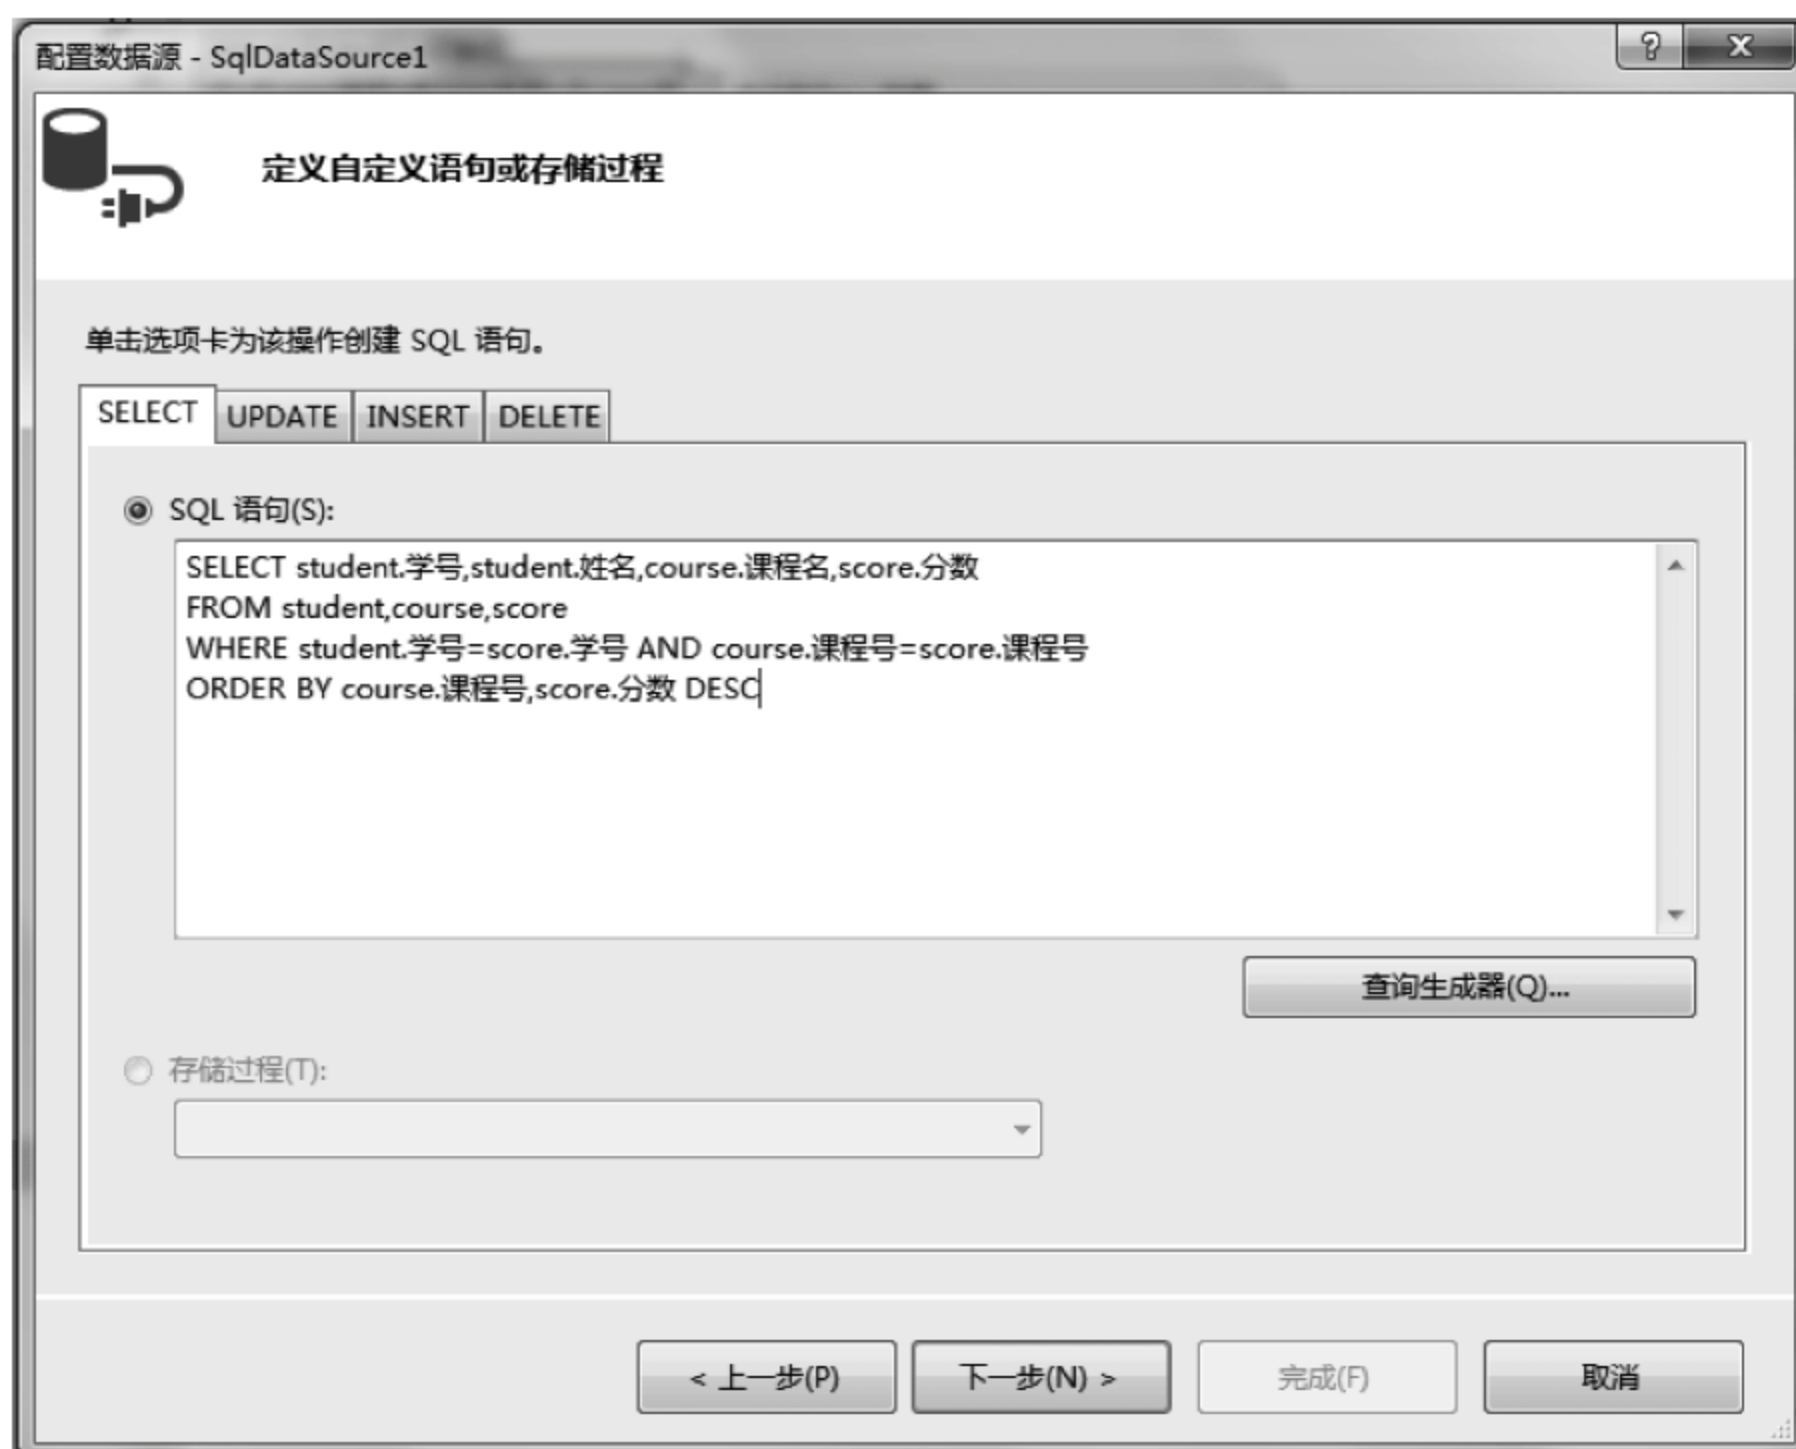 配置数据源 - SqlDataSource1
定义自定义语句或存储过程
单击选项卡为该操作创建 SQL 语句。
SELECT UPDATE INSERT DELETE
SQL 语句(S):
SELECT student.学号,student.姓名,course.课程名,score.分数
FROM student,course,score
WHERE student.学号=score.学号 AND course.课程号=score.课程号
ORDER BY course.课程号,score.分数 DESC
查询生成器(Q)...
存储过程(T):
< 上一步(P) 下一步(N) > 完成(F) 取消